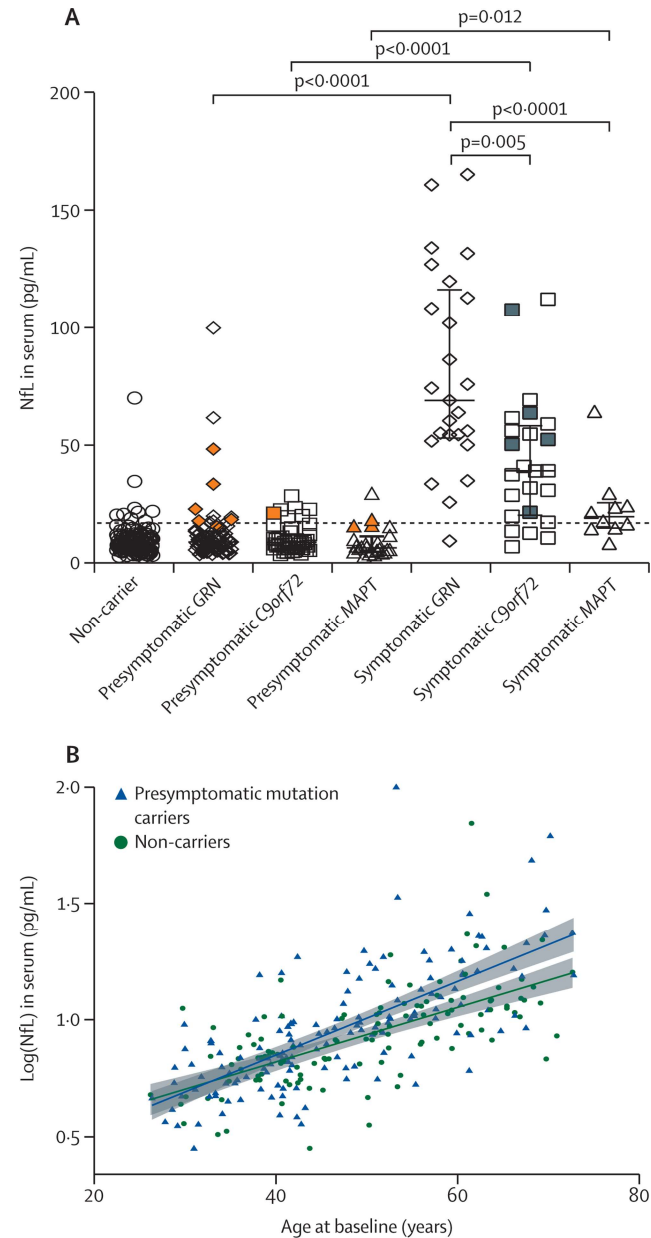 A
p=0·012
p<0·0001
p<0·0001
p<0·0001
p=0·005
200
150
100
50
0
NfL in serum (pg/mL)
Non-carrier
Presymptomatic GRN
Presymptomatic C9orf72
Presymptomatic MAPT
Symptomatic GRN
Symptomatic C9orf72
Symptomatic MAPT
B
Presymptomatic mutation
carriers
Non-carriers
2·0
1·5
1·0
0·5
Log(NfL) in serum (pg/mL)
20
40
60
80
Age at baseline (years)